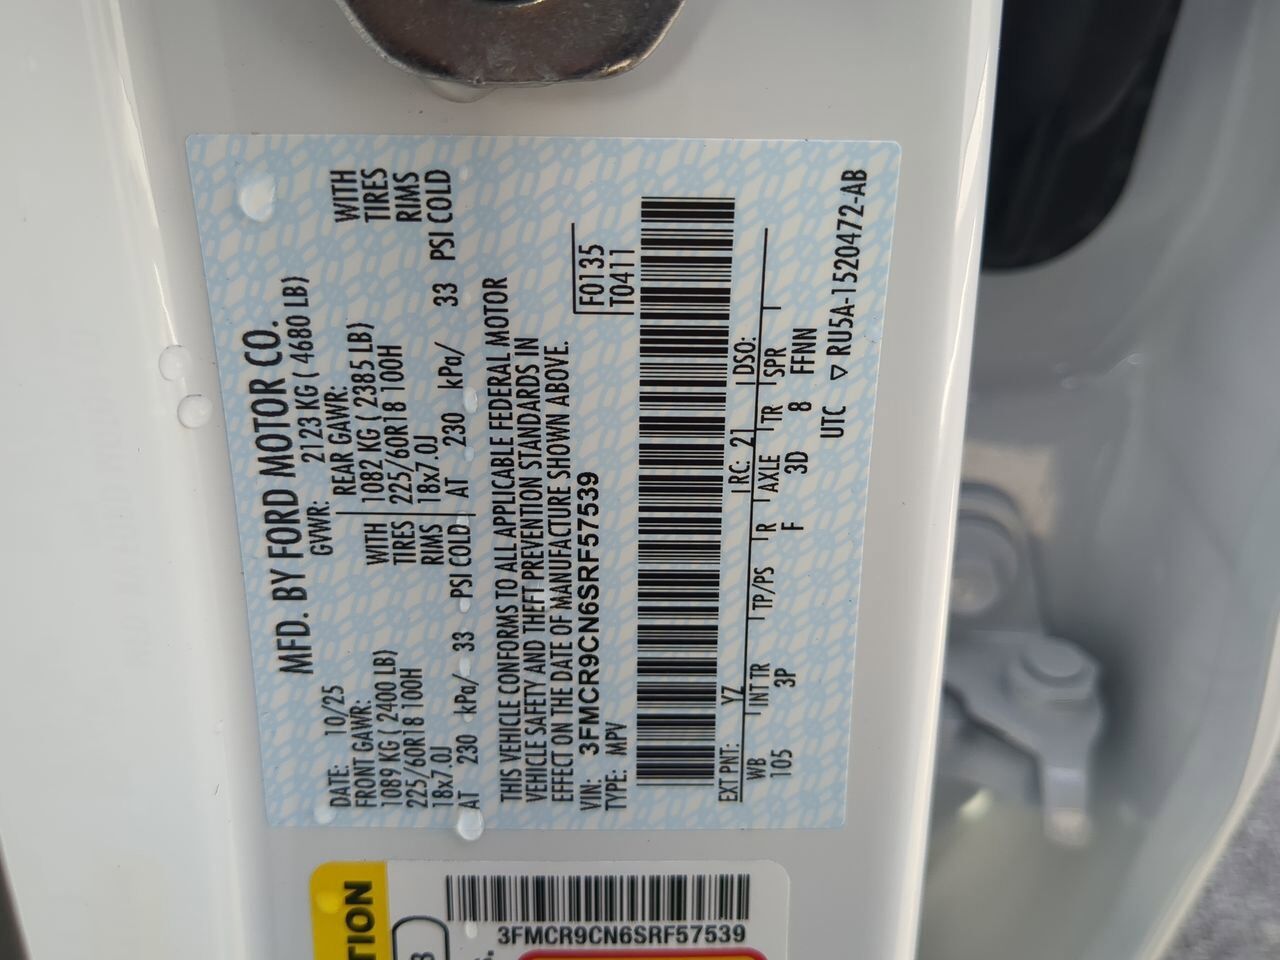 MFD. BY FORD MOTOR CO.
DATE: 10/25
GVWR: 2123 KG ( 4680 LB)
FRONT GAWR:
1089 KG ( 2400 LB)
WITH
225/60R18 100H
TIRES
18x7.0J
RIMS
AT 230 kPa/ 33 PSI COLD
REAR GAWR:
1082 KG ( 2385 LB)
WITH
225/60R18 100H
TIRES
18x7.0J
RIMS
AT 230 kPa/ 33 PSI COLD
THIS VEHICLE CONFORMS TO ALL APPLICABLE FEDERAL MOTOR
VEHICLE SAFETY AND THEFT PREVENTION STANDARDS IN
EFFECT ON THE DATE OF MANUFACTURE SHOWN ABOVE.
VIN: 3FMCR9CN6SRF57539
TYPE: MPV
F0135
T0411
EXT PNT: YZ RC: 21 DSO:
WB INT TR TP/PS R AXLE TR SPR
105 3P F 3D 8 FFNN
UTC ▽ RU5A-1520472-AB
TION
3FMCR9CN6SRF57539